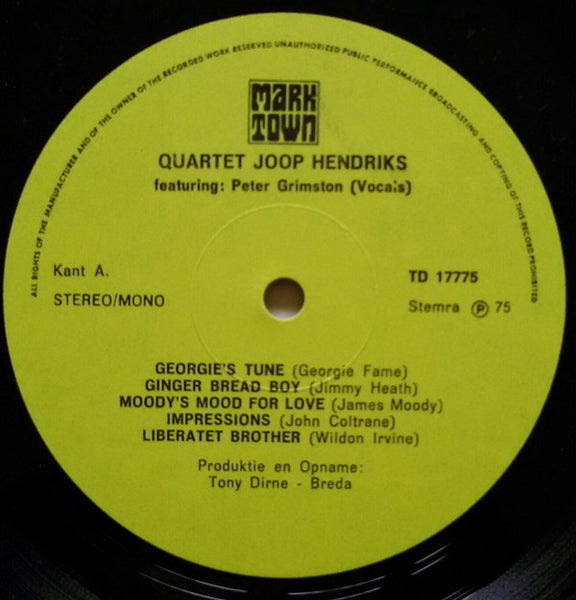 ALL RIGHTS OF THE MANUFACTURER AND OF THE OWNER OF THE RECORDED WORK RESERVED UNAUTHORIZED PUBLIC PERFORMANCE BROADCASTING AND COPYING OF THIS RECORD PROHIBITED
MARK
TOWN
QUARTET JOOP HENDRIKS
featuring: Peter Grimston (Vocals)
Kant A.
STEREO/MONO
TD 17775
Stemra Ⓟ 75
GEORGIE'S TUNE (Georgie Fame)
GINGER BREAD BOY (Jimmy Heath)
MOODY'S MOOD FOR LOVE (James Moody)
IMPRESSIONS (John Coltrane)
LIBERATET BROTHER (Wildon Irvine)
Produktie en Opname:
Tony Dirne - Breda